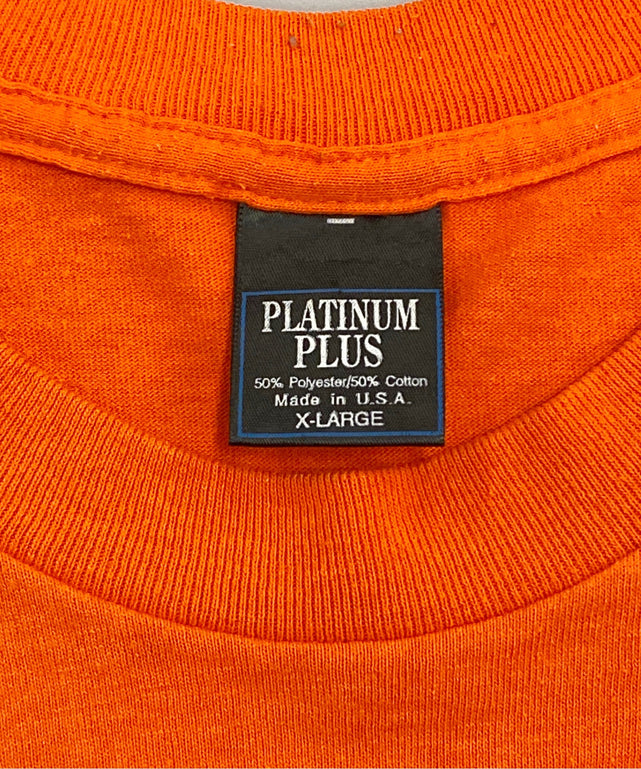 PLATINUM
PLUS
50% Polyester/50% Cotton
Made in U.S.A.
X-LARGE